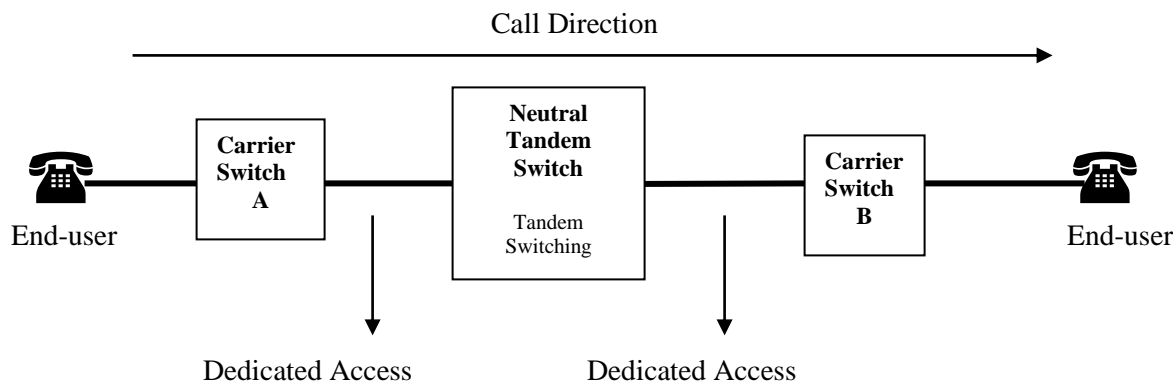 Call Direction
Neutral
Tandem
Switch
Tandem
Switching
Carrier
Switch
A
Carrier
Switch
B
End-user
End-user
Dedicated Access
Dedicated Access